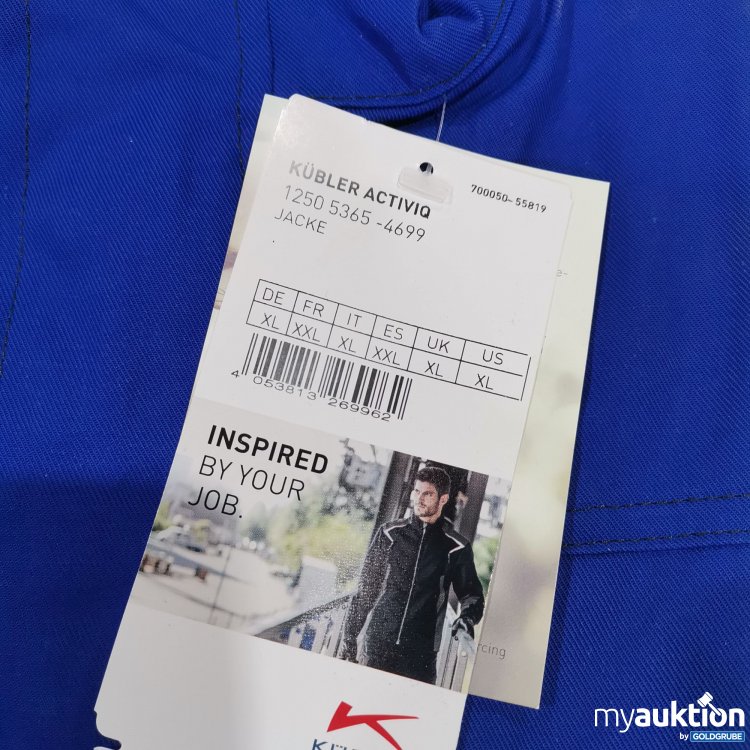 KÜBLER ACTIVIQ
700050-55819
1250 5365 -4699
JACKE
DE FR IT ES UK US
XL XXL XL XXL XL XL
4 053813 269962
INSPIRED
BY YOUR
JOB.
rcing
myauktion
by GOLDGRUBE